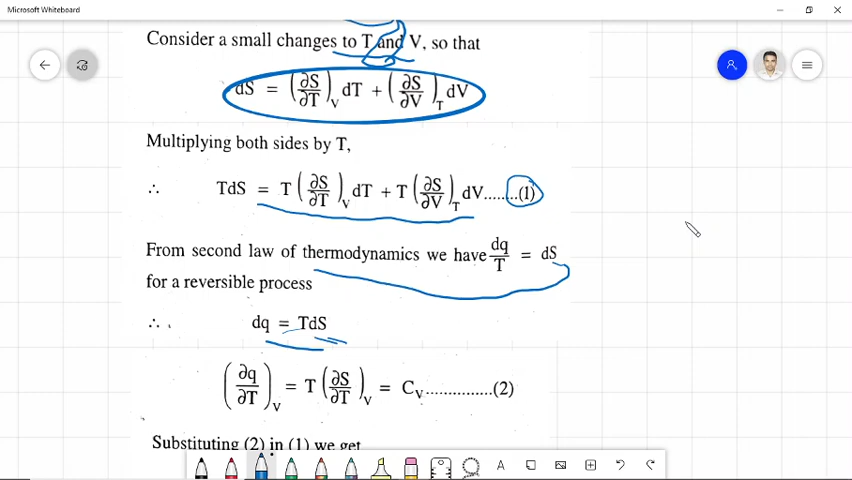 Microsoft Whiteboard
Consider a small changes to T and V, so that
dS = (∂S/∂T)_V dT + (∂S/∂V)_T dV
Multiplying both sides by T,
∴ TdS = T (∂S/∂T)_V dT + T (∂S/∂V)_T dV.......(1)
From second law of thermodynamics we have dq/T = dS
for a reversible process
∴ dq = TdS
(∂q/∂T)_V = T (∂S/∂T)_V = C_V...............(2)
Substituting (2) in (1) we get